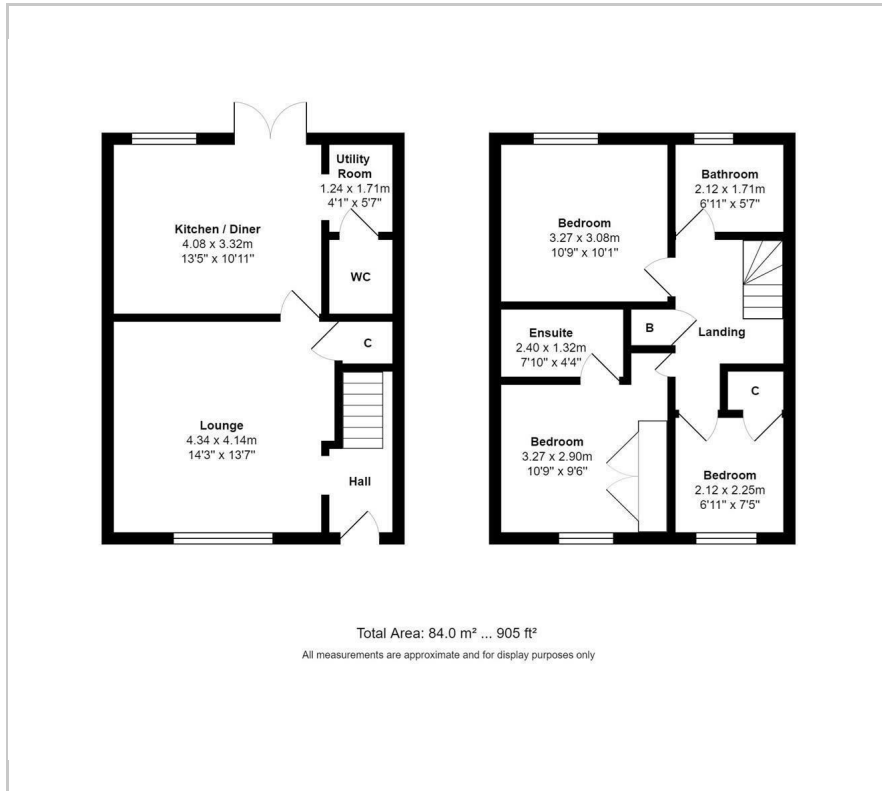 Utility
Room
1.24 x 1.71m
4'1" x 5'7"
Kitchen / Diner
4.08 x 3.32m
13'5" x 10'11"
WC
C
Lounge
4.34 x 4.14m
14'3" x 13'7"
Hall
Bathroom
2.12 x 1.71m
6'11" x 5'7"
Bedroom
3.27 x 3.08m
10'9" x 10'1"
B
Landing
Ensuite
2.40 x 1.32m
7'10" x 4'4"
C
Bedroom
3.27 x 2.90m
10'9" x 9'6"
Bedroom
2.12 x 2.25m
6'11" x 7'5"
Total Area: 84.0 m² ... 905 ft²
All measurements are approximate and for display purposes only